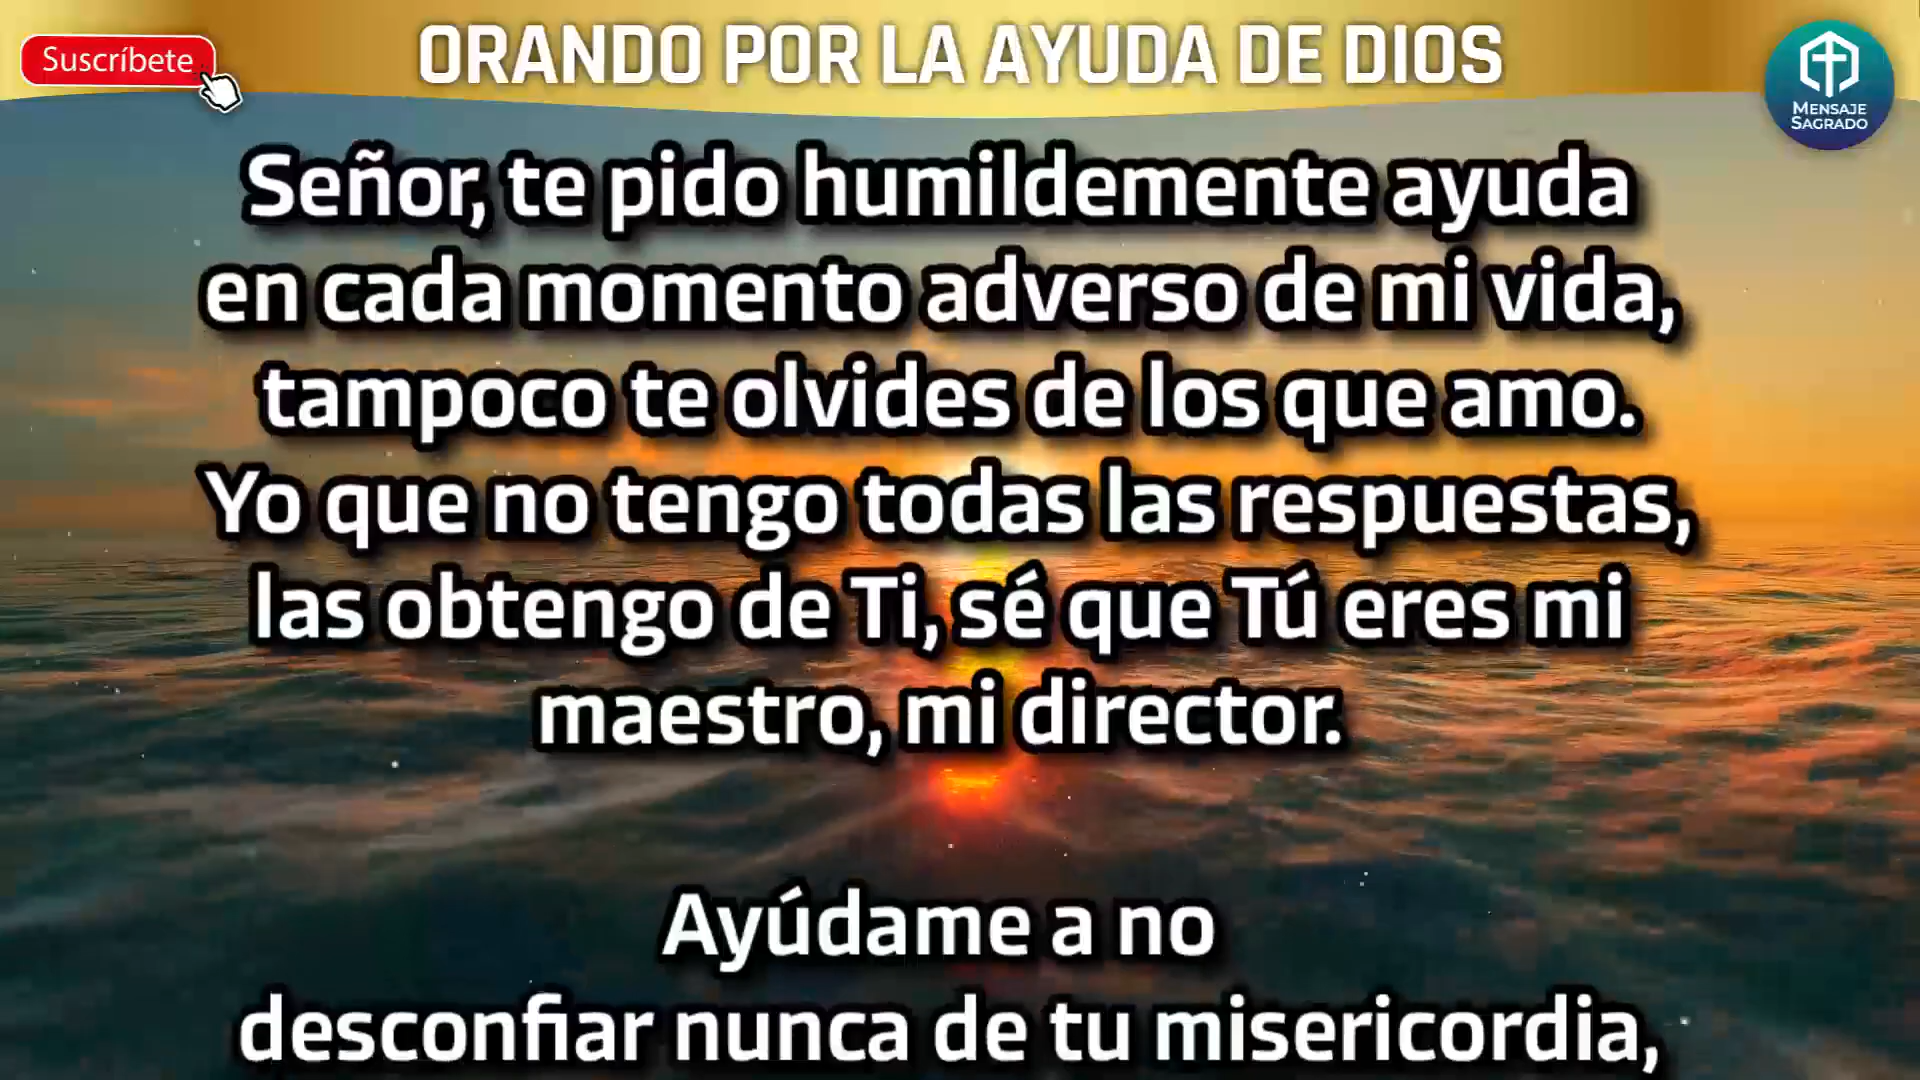 Suscríbete
ORANDO POR LA AYUDA DE DIOS
MENSAJE
SAGRADO
Señor, te pido humildemente ayuda
en cada momento adverso de mi vida,
tampoco te olvides de los que amo.
Yo que no tengo todas las respuestas,
las obtengo de Ti, sé que Tú eres mi
maestro, mi director.
Ayúdame a no
desconfiar nunca de tu misericordia,